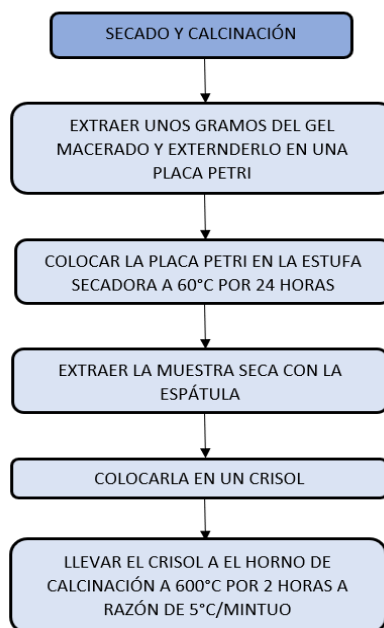 SECADO Y CALCINACIÓN
EXTRAER UNOS GRAMOS DEL GEL
MACERADO Y EXTERNDERLO EN UNA
PLACA PETRI
COLOCAR LA PLACA PETRI EN LA ESTUFA
SECADORA A 60°C POR 24 HORAS
EXTRAER LA MUESTRA SECA CON LA
ESPÁTULA
COLOCARLA EN UN CRISOL
LLEVAR EL CRISOL A EL HORNO DE
CALCINACIÓN A 600°C POR 2 HORAS A
RAZÓN DE 5°C/MINTUO